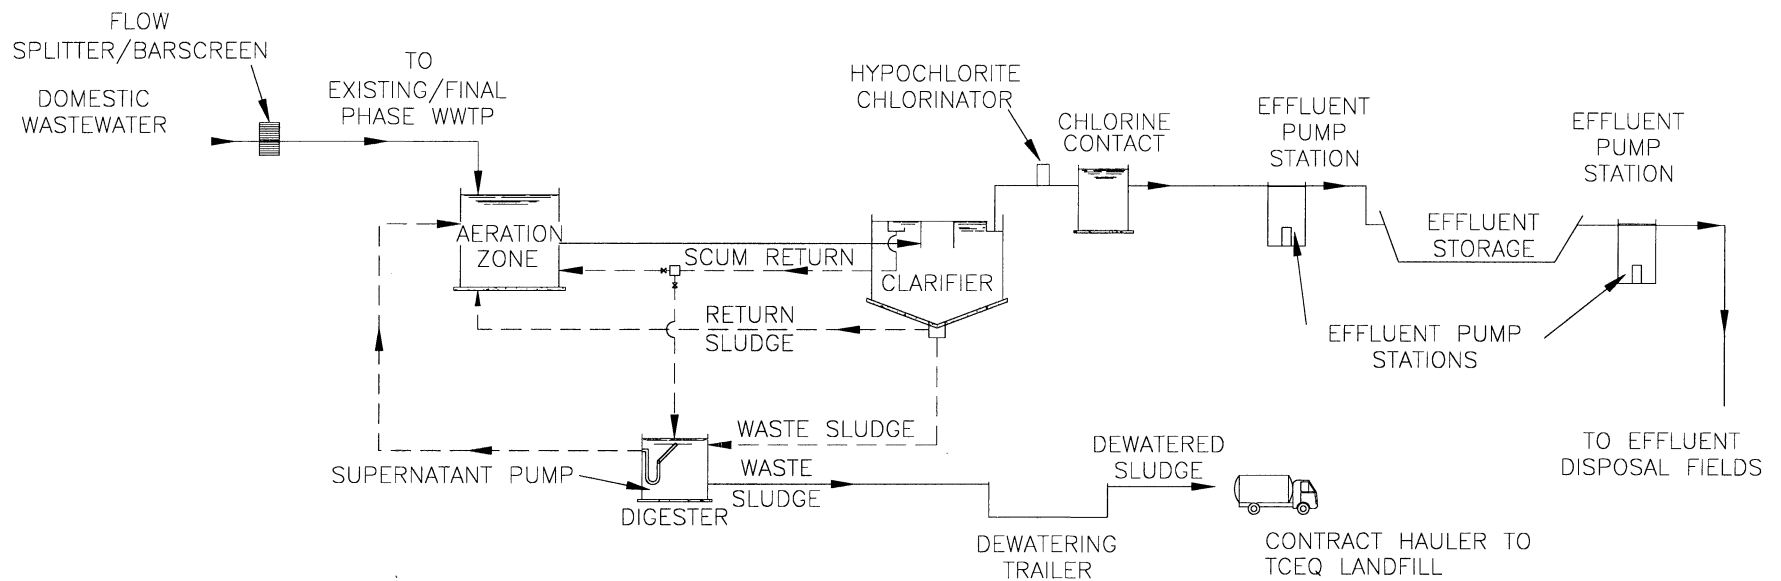 FLOW
SPLITTER/BARSCREEN
DOMESTIC
WASTEWATER
TO
EXISTING/FINAL
PHASE WWTP
HYPOCHLORITE
CHLORINATOR
CHLORINE
CONTACT
EFFLUENT
PUMP
STATION
EFFLUENT
PUMP
STATION
AERATION
ZONE
SCUM RETURN
CLARIFIER
EFFLUENT
STORAGE
RETURN
SLUDGE
EFFLUENT PUMP
STATIONS
WASTE SLUDGE
SUPERNATANT PUMP
WASTE
SLUDGE
DIGESTER
DEWATERED
SLUDGE
TO EFFLUENT
DISPOSAL FIELDS
DEWATERING
TRAILER
CONTRACT HAULER TO
TCEQ LANDFILL